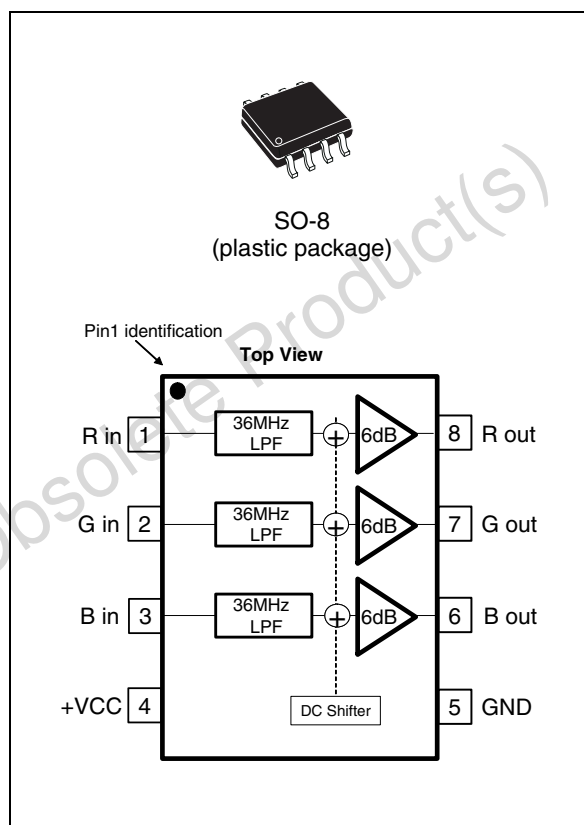 SO-8
(plastic package)
Pin1 identification
Top View
R in 1 36MHz LPF + 6dB 8 R out
G in 2 36MHz LPF + 6dB 7 G out
B in 3 36MHz LPF + 6dB 6 B out
+VCC 4 DC Shifter 5 GND
Obsolete Product(s)